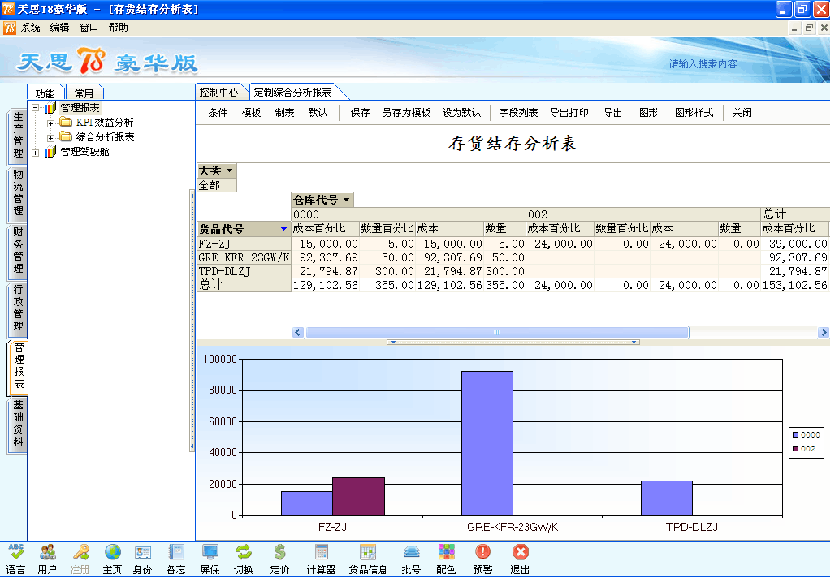 天思T8豪华版 - [存货结存分析表]
系统 编辑 窗口 帮助
天思T8 豪华版
请输入搜索内容
功能 常用
管理报表
KPI效益分析
综合分析报表
管理驾驶舱
生产管理
物流管理
财务管理
行政管理
管理报表
基础资料
控制中心 定制综合分析报表
条件 模板 制表 默认 保存 另存为模板 设为默认 字段列表 导出打印 导出 图形 图形样式 关闭
存货结存分析表
大类
全部
仓库代号
0000 002 总计
货品代号 成本百分比 数量百分比 成本 数量 成本百分比 数量百分比 成本 数量 成本百分比
FZ-ZJ 15,000.00 5.00 15,000.00 5.00 24,000.00 0.00 24,000.00 0.00 39,000.00
GRE-KFR-23GW/K 92,307.69 50.00 92,307.69 50.00 92,307.69
TPD-DLZJ 21,794.87 300.00 21,794.87 300.00 21,794.87
总计 129,102.56 355.00 129,102.56 355.00 24,000.00 0.00 24,000.00 0.00 153,102.56
100000
80000
60000
40000
20000
0
FZ-ZJ GRE-KFR-23GW/K TPD-DLZJ
0000
002
语言 用户 注册 主页 身份 备忘 屏保 切换 定价 计算器 货品信息 批号 配色 预警 退出